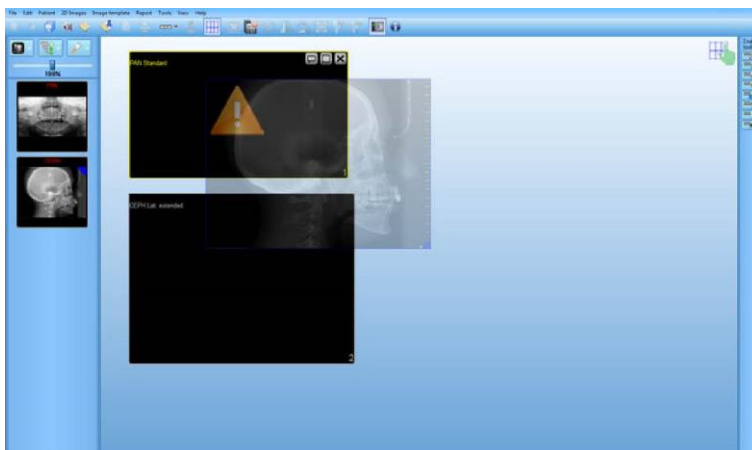 File Edit Patient 2D Images Image template Report Tools View Help
100%
PAN Standard
1
CEPH Lat. extended
2